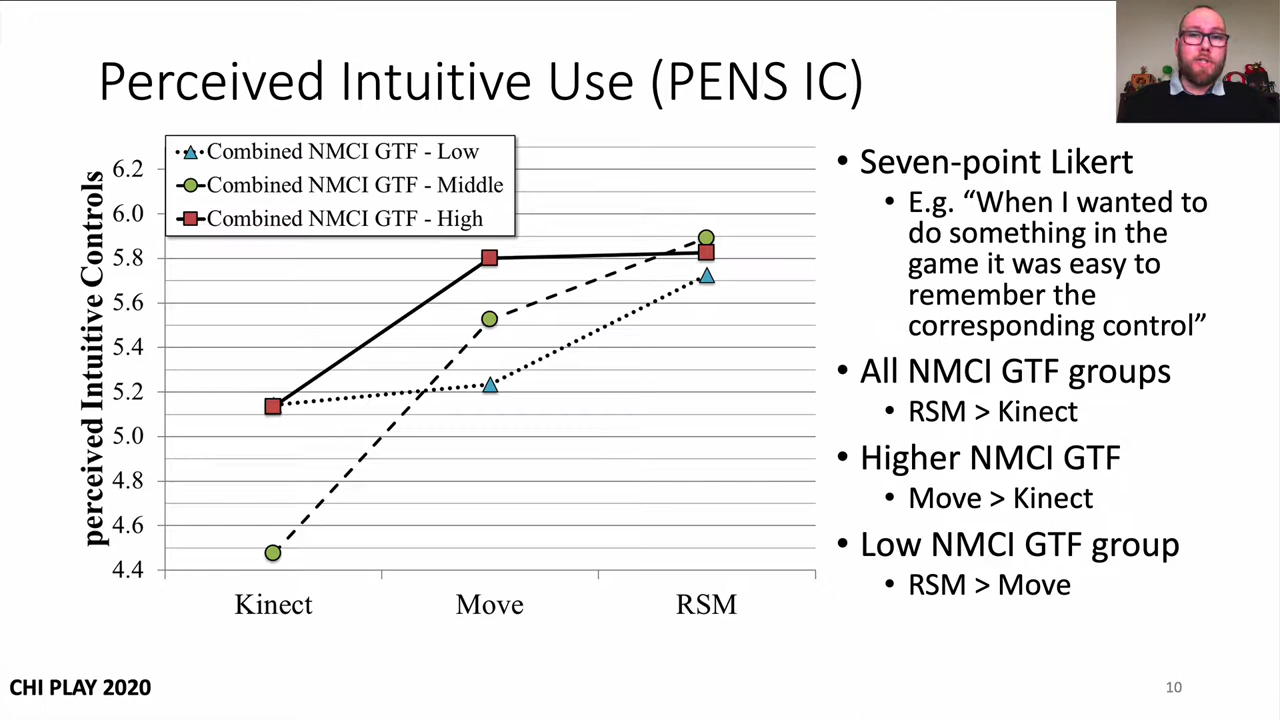 Perceived Intuitive Use (PENS IC)
perceived Intuitive Controls
6.2
6.0
5.8
5.6
5.4
5.2
5.0
4.8
4.6
4.4
Combined NMCI GTF - Low
Combined NMCI GTF - Middle
Combined NMCI GTF - High
Kinect
Move
RSM
• Seven-point Likert
• E.g. “When I wanted to
do something in the
game it was easy to
remember the
corresponding control”
• All NMCI GTF groups
• RSM > Kinect
• Higher NMCI GTF
• Move > Kinect
• Low NMCI GTF group
• RSM > Move
CHI PLAY 2020
10